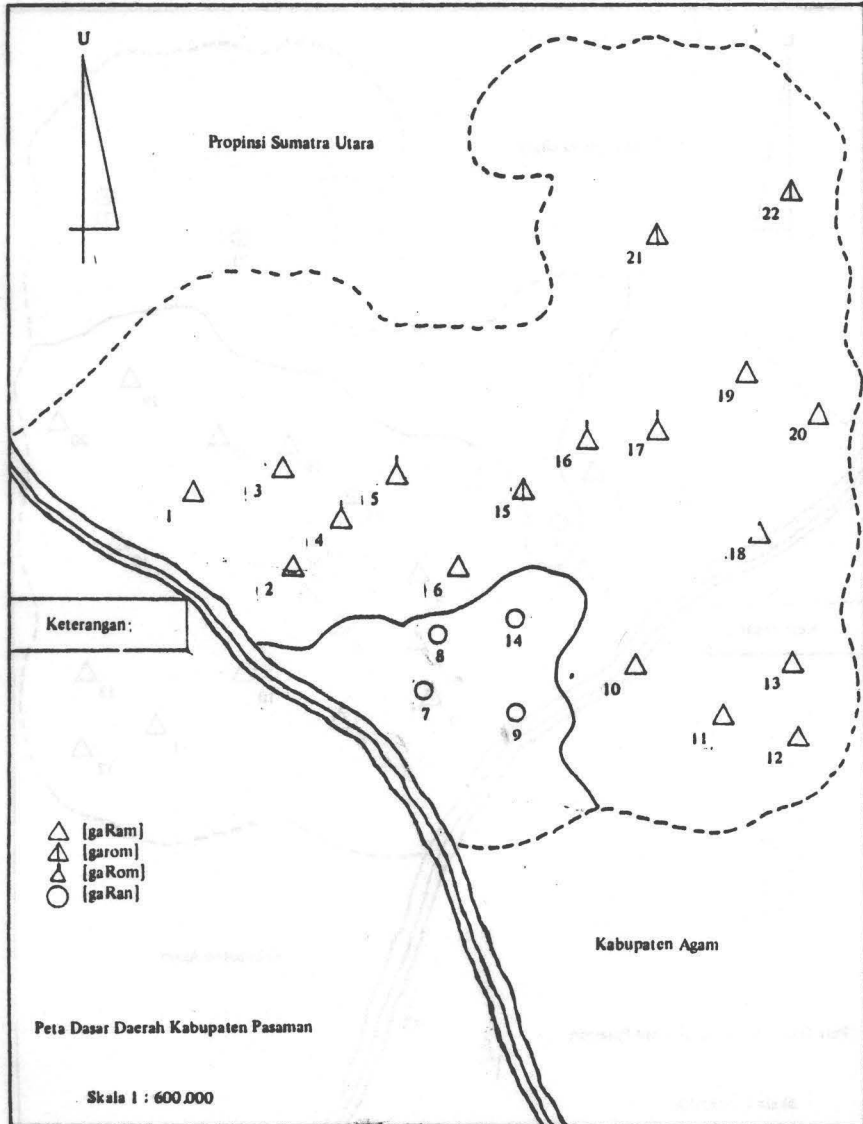 U
Propinsi Sumatra Utara
22
21
19
20
17
16
3
5
15
1
4
18
2
6
Keterangan:
14
8
10
13
7
9
11
12
[gaRam]
[garom]
[gaRom]
[gaRan]
Kabupaten Agam
Peta Dasar Daerah Kabupaten Pasaman
Skala 1 : 600.000